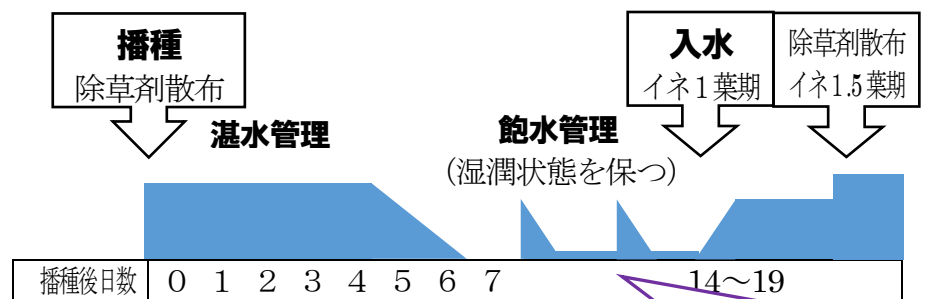 播種
除草剤散布
入水
イネ1葉期
除草剤散布
イネ1.5葉期
湛水管理
飽水管理
(湿潤状態を保つ)
播種後日数 0 1 2 3 4 5 6 7 14~19